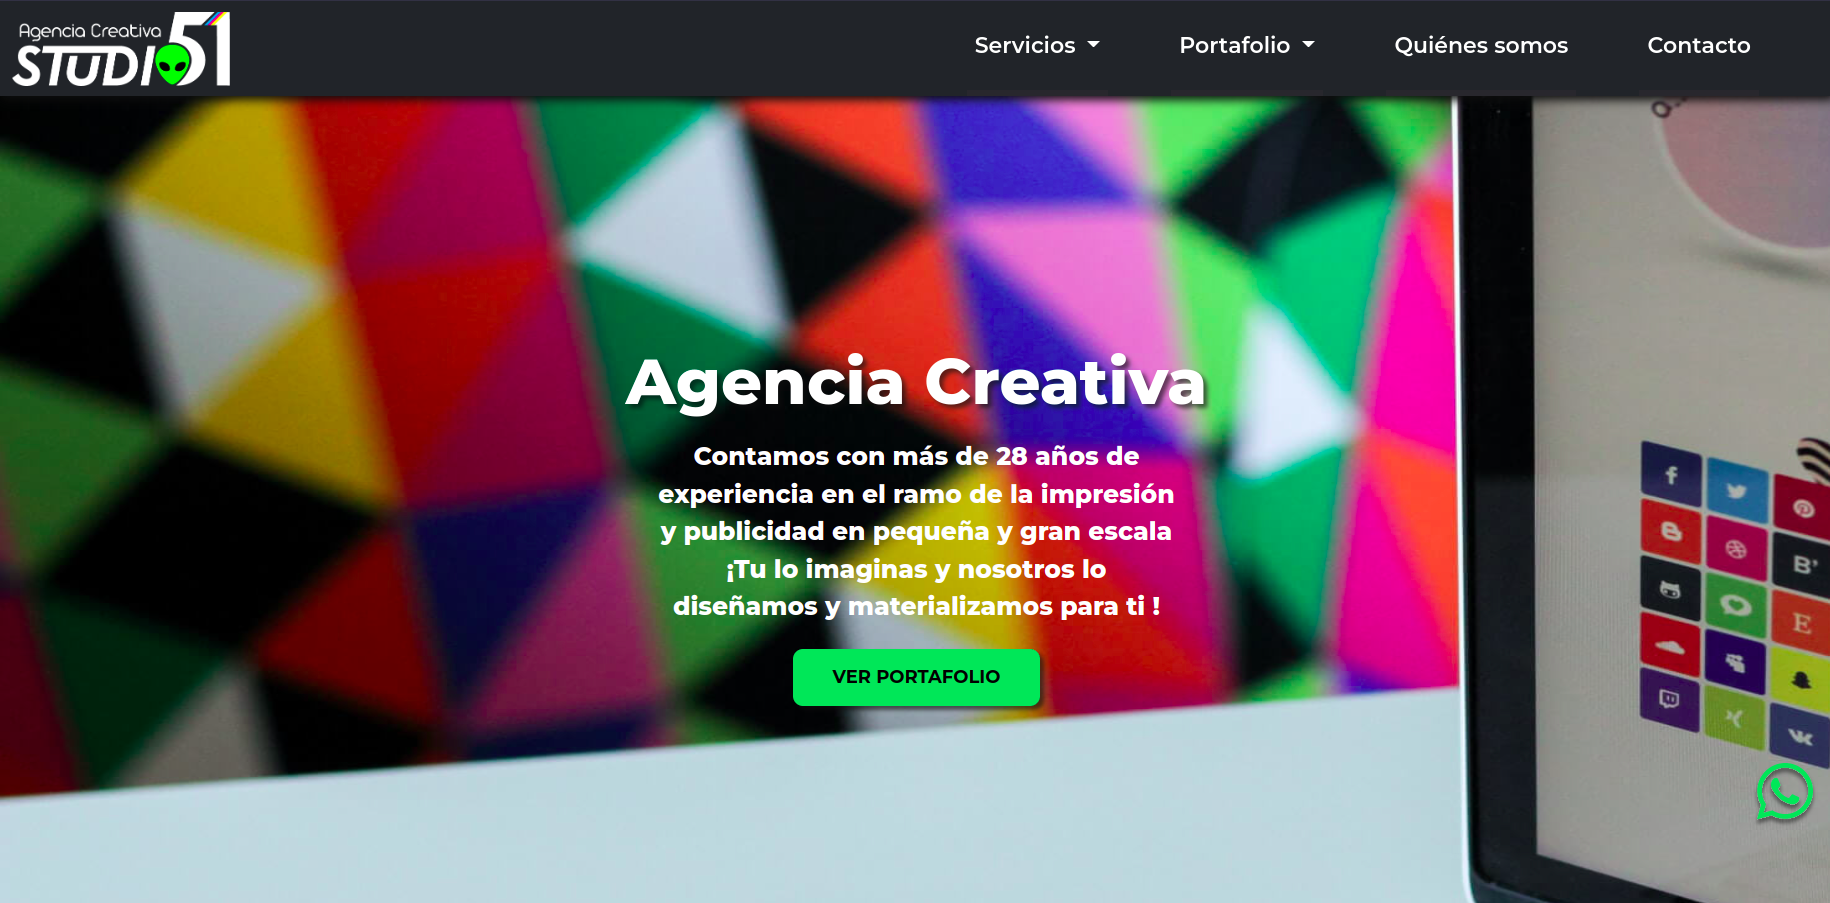 Agencia Creativa
STUDIO 51
Servicios
Portafolio
Quiénes somos
Contacto
Agencia Creativa
Contamos con más de 28 años de
experiencia en el ramo de la impresión
y publicidad en pequeña y gran escala
¡Tu lo imaginas y nosotros lo
diseñamos y materializamos para ti !
VER PORTAFOLIO